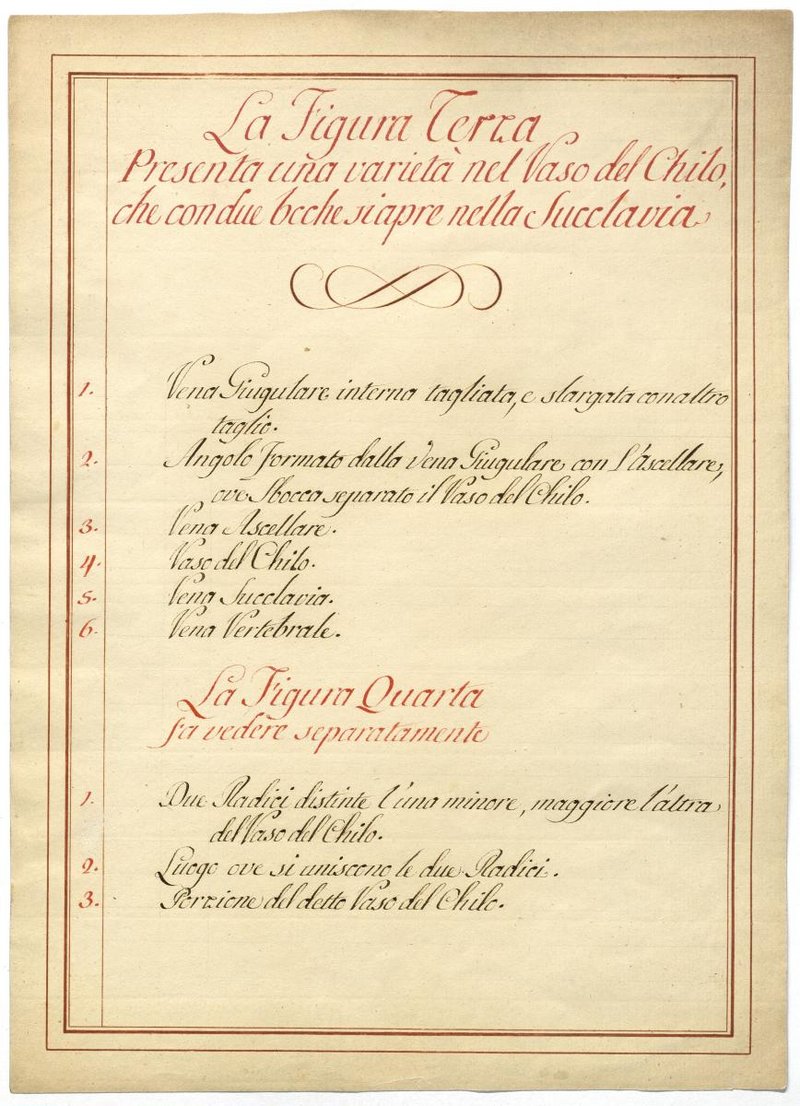 La Figura Terza
Presenta una varietà nel Vaso del Chilo,
che con due bcche si apre nella Succlavia
1. Vena Giugulare interna tagliata, e slargata con altro
taglio.
2. Angolo Formato dalla Vena Giugulare con l'Ascellare,
ove Sbocca separato il Vaso del Chilo.
3. Vena Ascellare.
4. Vaso del Chilo.
5. Vena Succlavia.
6. Vena Vertebrale.
La Figura Quarta
fa vedere separatamente
1. Due Radici distinte l'una minore, maggiore l'altra
del Vaso del Chilo.
2. Luogo ove si uniscono le due Radici.
3. Porzione del detto Vaso del Chilo.